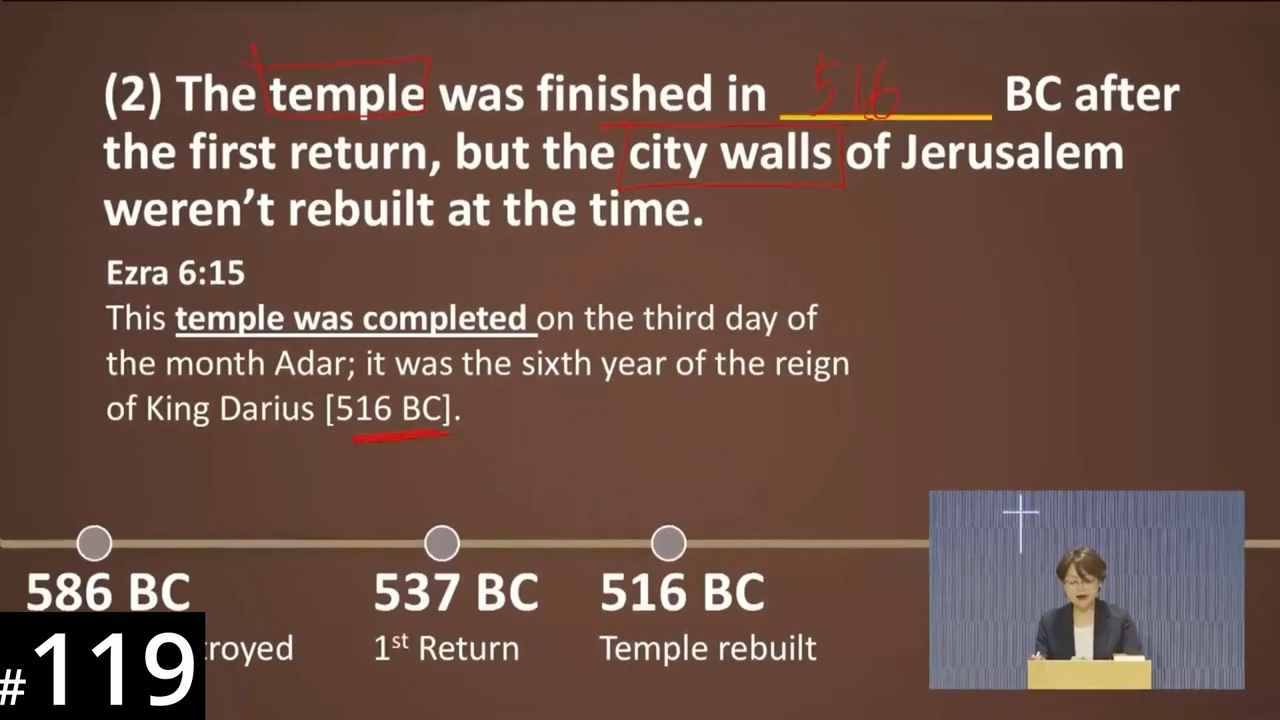 (2) The temple was finished in 516 BC after
the first return, but the city walls of Jerusalem
weren’t rebuilt at the time.
Ezra 6:15
This temple was completed on the third day of
the month Adar; it was the sixth year of the reign
of King Darius [516 BC].
586 BC
troyed
537 BC
1st Return
516 BC
Temple rebuilt
#119